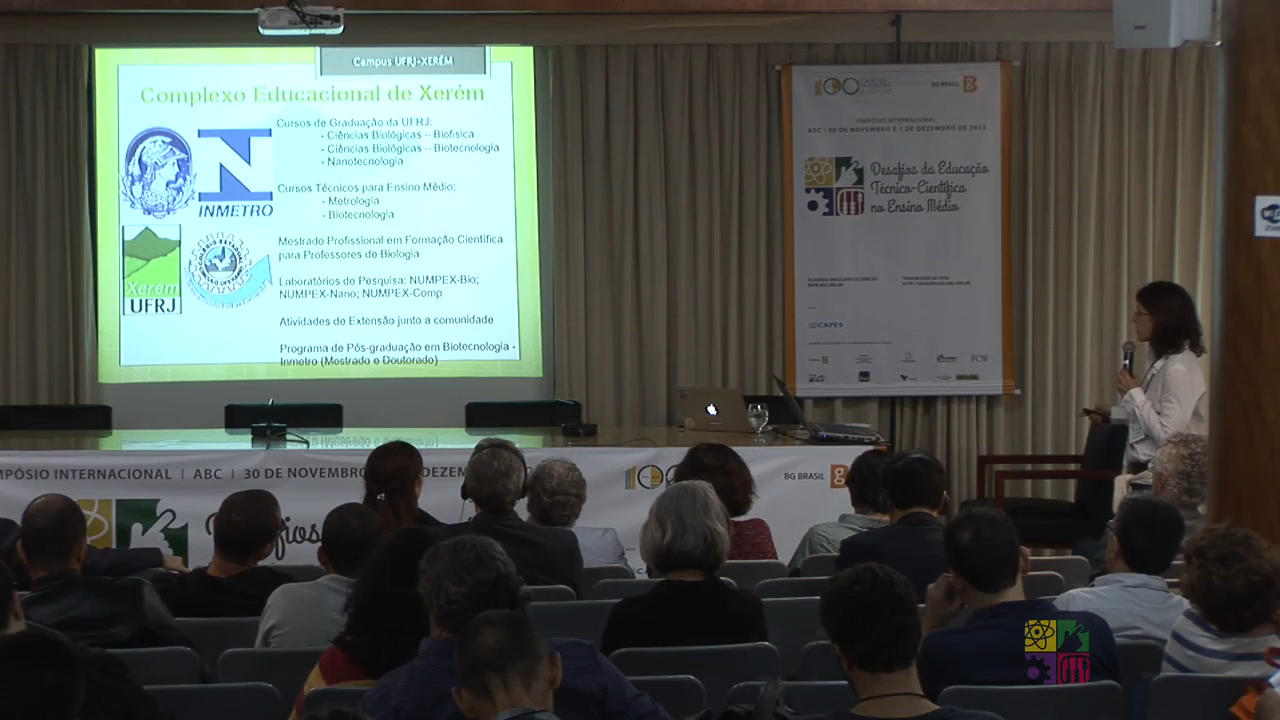 Campus UFRJ-XERÉM
Complexo Educacional de Xerém
Cursos de Graduação da UFRJ:
- Ciências Biológicas -- Biofísica
- Ciências Biológicas -- Biotecnologia
- Nanotecnologia
Cursos Técnicos para Ensino Médio:
- Metrologia
- Biotecnologia
Mestrado Profissional em Formação Científica
para Professores de Biologia
Laboratórios de Pesquisa: NUMPEX-Bio;
NUMPEX-Nano; NUMPEX-Comp
Atividades de Extensão junto a comunidade
Programa de Pós-graduação em Biotecnologia -
Inmetro (Mestrado e Doutorado)
INMETRO
Xerém
UFRJ
100
BG BRASIL
SIMPÓSIO INTERNACIONAL
ABC | 30 DE NOVEMBRO E 1 DE DEZEMBRO DE 2015
Desafios da Educação
Técnico-Científica
no Ensino Médio
CAPES
MPÓSIO INTERNACIONAL | ABC | 30 DE NOVEMBRO DEZEM
100
BG BRASIL